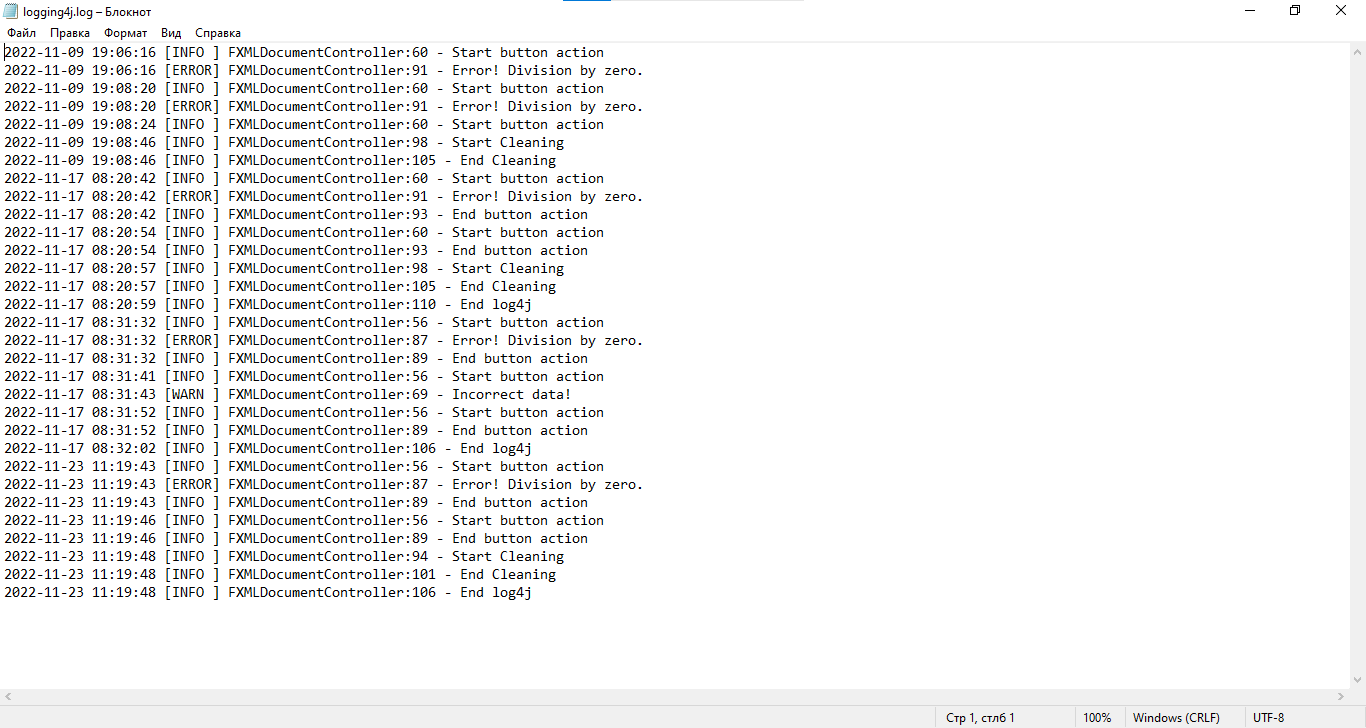 logging4j.log – Блокнот
Файл Правка Формат Вид Справка
2022-11-09 19:06:16 [INFO ] FXMLDocumentController:60 - Start button action
2022-11-09 19:06:16 [ERROR] FXMLDocumentController:91 - Error! Division by zero.
2022-11-09 19:08:20 [INFO ] FXMLDocumentController:60 - Start button action
2022-11-09 19:08:20 [ERROR] FXMLDocumentController:91 - Error! Division by zero.
2022-11-09 19:08:24 [INFO ] FXMLDocumentController:60 - Start button action
2022-11-09 19:08:46 [INFO ] FXMLDocumentController:98 - Start Cleaning
2022-11-09 19:08:46 [INFO ] FXMLDocumentController:105 - End Cleaning
2022-11-17 08:20:42 [INFO ] FXMLDocumentController:60 - Start button action
2022-11-17 08:20:42 [ERROR] FXMLDocumentController:91 - Error! Division by zero.
2022-11-17 08:20:42 [INFO ] FXMLDocumentController:93 - End button action
2022-11-17 08:20:54 [INFO ] FXMLDocumentController:60 - Start button action
2022-11-17 08:20:54 [INFO ] FXMLDocumentController:93 - End button action
2022-11-17 08:20:57 [INFO ] FXMLDocumentController:98 - Start Cleaning
2022-11-17 08:20:57 [INFO ] FXMLDocumentController:105 - End Cleaning
2022-11-17 08:20:59 [INFO ] FXMLDocumentController:110 - End log4j
2022-11-17 08:31:32 [INFO ] FXMLDocumentController:56 - Start button action
2022-11-17 08:31:32 [ERROR] FXMLDocumentController:87 - Error! Division by zero.
2022-11-17 08:31:32 [INFO ] FXMLDocumentController:89 - End button action
2022-11-17 08:31:41 [INFO ] FXMLDocumentController:56 - Start button action
2022-11-17 08:31:43 [WARN ] FXMLDocumentController:69 - Incorrect data!
2022-11-17 08:31:52 [INFO ] FXMLDocumentController:56 - Start button action
2022-11-17 08:31:52 [INFO ] FXMLDocumentController:89 - End button action
2022-11-17 08:32:02 [INFO ] FXMLDocumentController:106 - End log4j
2022-11-23 11:19:43 [INFO ] FXMLDocumentController:56 - Start button action
2022-11-23 11:19:43 [ERROR] FXMLDocumentController:87 - Error! Division by zero.
2022-11-23 11:19:43 [INFO ] FXMLDocumentController:89 - End button action
2022-11-23 11:19:46 [INFO ] FXMLDocumentController:56 - Start button action
2022-11-23 11:19:46 [INFO ] FXMLDocumentController:89 - End button action
2022-11-23 11:19:48 [INFO ] FXMLDocumentController:94 - Start Cleaning
2022-11-23 11:19:48 [INFO ] FXMLDocumentController:101 - End Cleaning
2022-11-23 11:19:48 [INFO ] FXMLDocumentController:106 - End log4j
Стр 1, стлб 1 100% Windows (CRLF) UTF-8